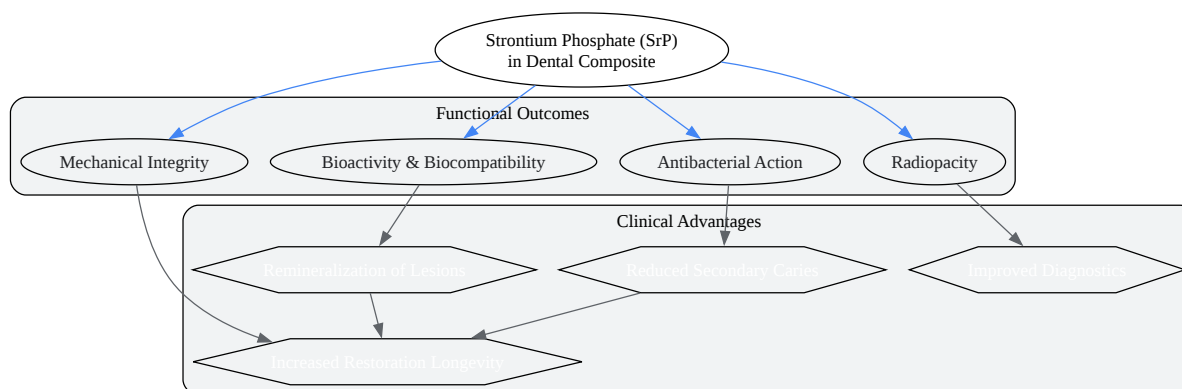 Strontium Phosphate (SrP)
in Dental Composite
Functional Outcomes
Mechanical Integrity
Bioactivity & Biocompatibility
Antibacterial Action
Radiopacity
Clinical Advantages
Remineralization of Lesions
Reduced Secondary Caries
Improved Diagnostics
Increased Restoration Longevity